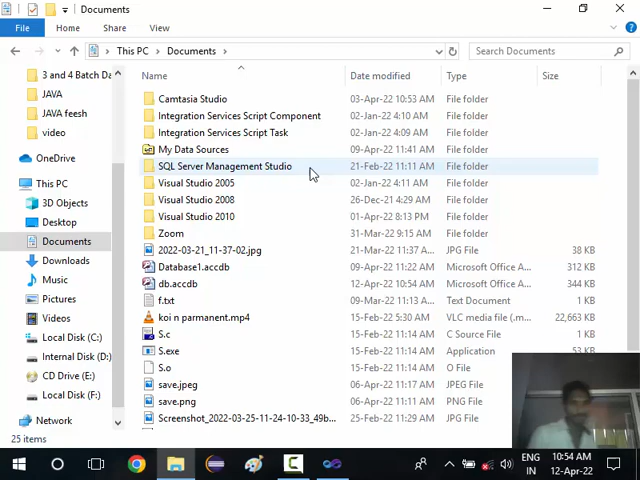 Documents
File Home Share View
This PC > Documents >
Search Documents
Name Date modified Type Size
3 and 4 Batch Da
JAVA
JAVA feesh
video
OneDrive
This PC
3D Objects
Desktop
Documents
Downloads
Music
Pictures
Videos
Local Disk (C:)
Internal Disk (D:)
CD Drive (E:)
Local Disk (F:)
Network
Camtasia Studio 03-Apr-22 10:53 AM File folder
Integration Services Script Component 02-Jan-22 4:10 AM File folder
Integration Services Script Task 02-Jan-22 4:09 AM File folder
My Data Sources 09-Apr-22 11:41 AM File folder
SQL Server Management Studio 21-Feb-22 11:11 AM File folder
Visual Studio 2005 02-Jan-22 4:11 AM File folder
Visual Studio 2008 26-Dec-21 4:29 AM File folder
Visual Studio 2010 01-Apr-22 8:13 PM File folder
Zoom 31-Mar-22 9:15 AM File folder
2022-03-21_11-37-02.jpg 21-Mar-22 11:37 A... JPG File 38 KB
Database1.accdb 09-Apr-22 11:22 AM Microsoft Office A... 312 KB
db.accdb 12-Apr-22 10:54 AM Microsoft Office A... 344 KB
f.txt 09-Mar-22 11:13 A... Text Document 1 KB
koi n parmanent.mp4 15-Feb-22 5:30 AM VLC media file (.m... 22,663 KB
S.c 15-Feb-22 11:14 AM C Source File 1 KB
S.exe 15-Feb-22 11:14 AM Application 53 KB
S.o 15-Feb-22 11:14 AM O File
save.jpeg 06-Apr-22 11:17 AM JPEG File
save.png 06-Apr-22 11:17 AM PNG File
Screenshot_2022-03-25-11-24-10-33_49b... 25-Feb-22 11:29 AM JPG File
25 items
ENG
IN
10:54 AM
12-Apr-22